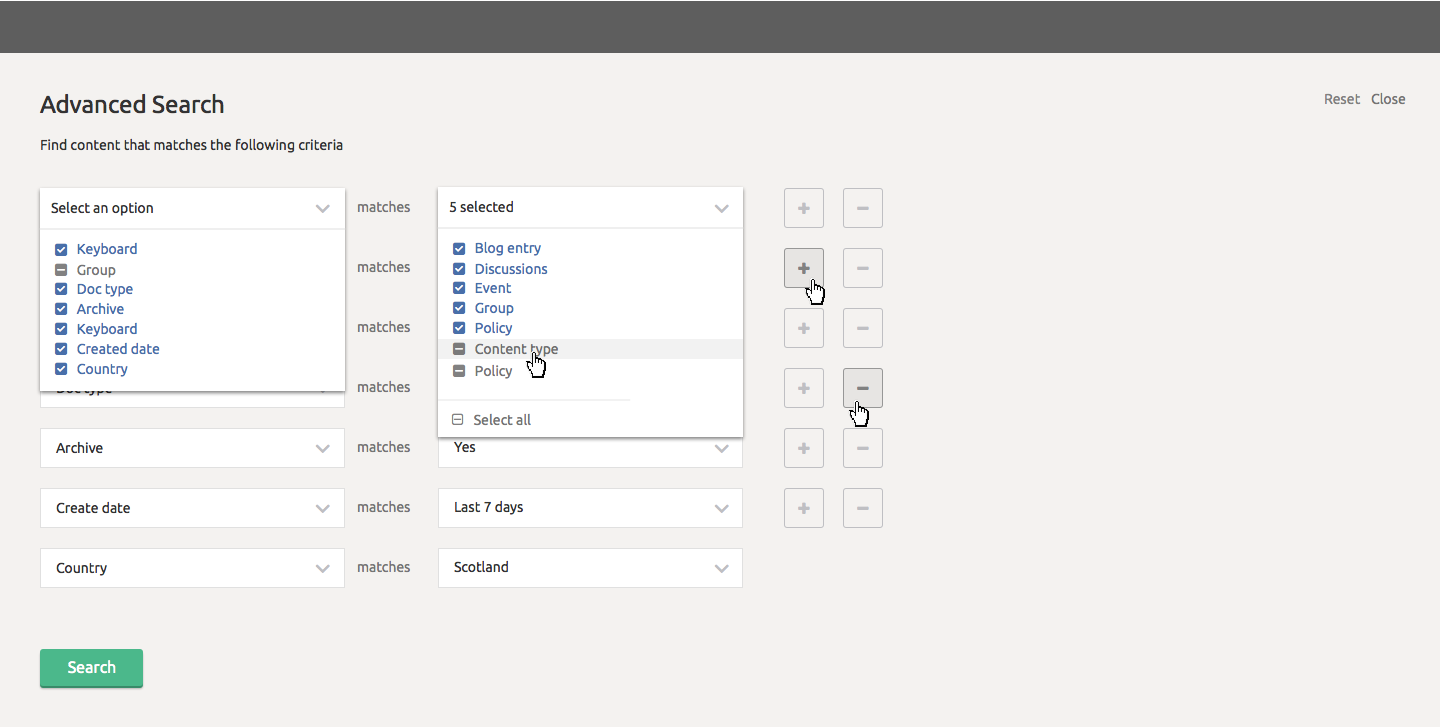 Advanced Search
Reset Close
Find content that matches the following criteria
Select an option matches 5 selected
Keyboard
Group
Doc type
Archive
Keyboard
Created date
Country
Blog entry
Discussions
Event
Group
Policy
Content type
Policy
Select all
matches
matches
Doc type matches
Archive matches Yes
Create date matches Last 7 days
Country matches Scotland
Search